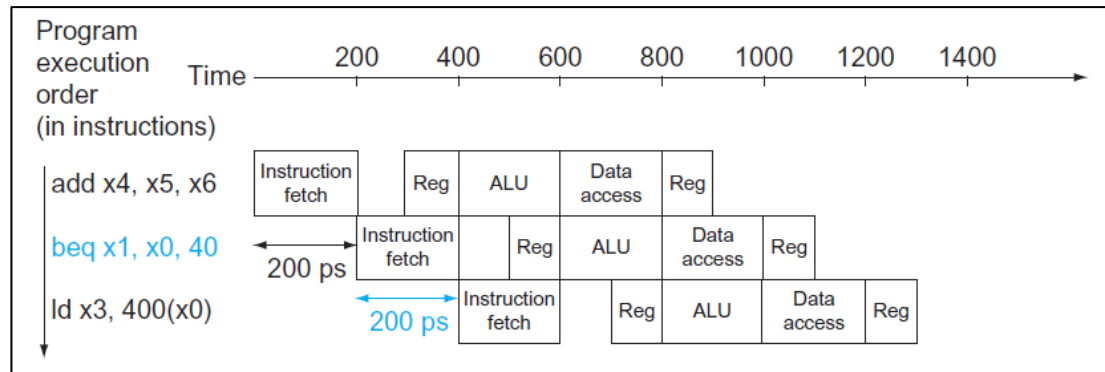 Program
execution
order
(in instructions)
Time
200 400 600 800 1000 1200 1400
add x4, x5, x6
Instruction
fetch
Reg
ALU
Data
access
Reg
beq x1, x0, 40
200 ps
Instruction
fetch
Reg
ALU
Data
access
Reg
ld x3, 400(x0)
200 ps
Instruction
fetch
Reg
ALU
Data
access
Reg